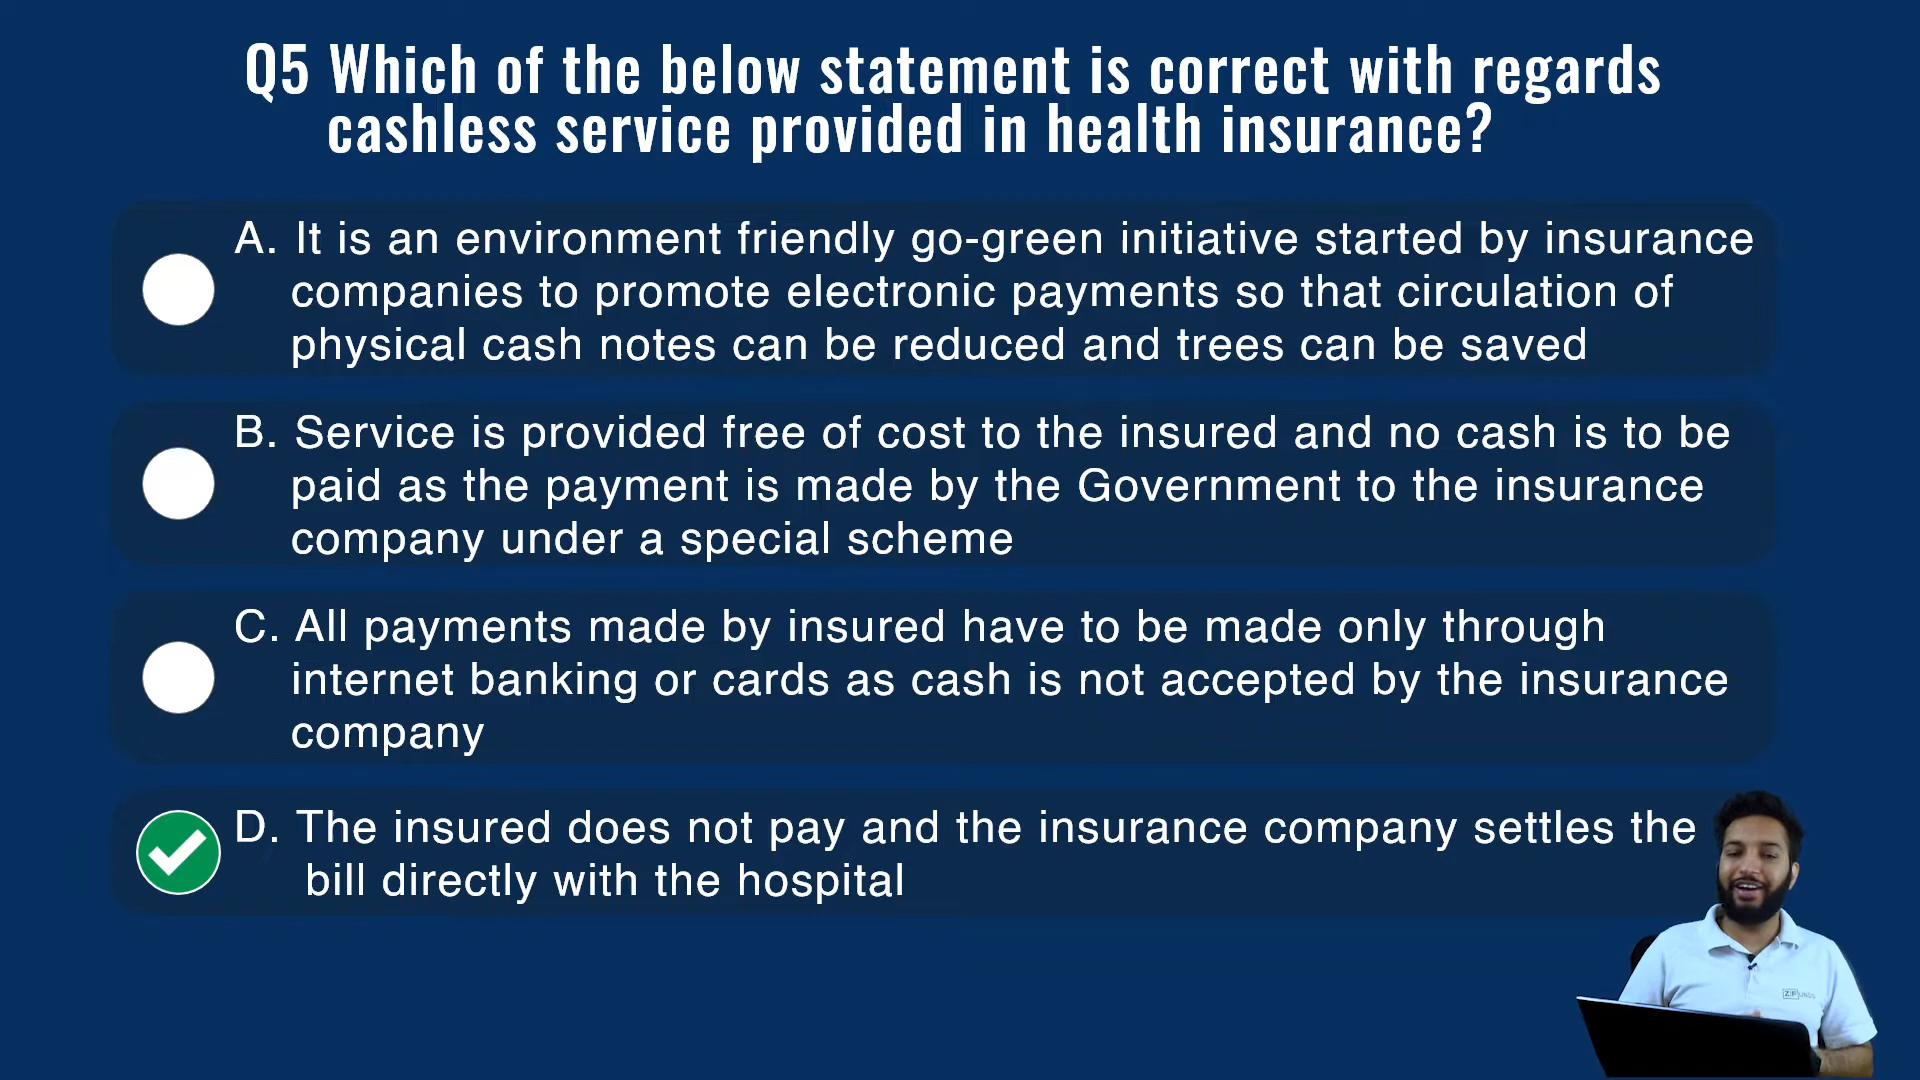 Q5 Which of the below statement is correct with regards
cashless service provided in health insurance?
A. It is an environment friendly go-green initiative started by insurance
companies to promote electronic payments so that circulation of
physical cash notes can be reduced and trees can be saved
B. Service is provided free of cost to the insured and no cash is to be
paid as the payment is made by the Government to the insurance
company under a special scheme
C. All payments made by insured have to be made only through
internet banking or cards as cash is not accepted by the insurance
company
D. The insured does not pay and the insurance company settles the
bill directly with the hospital
ZFUNDS